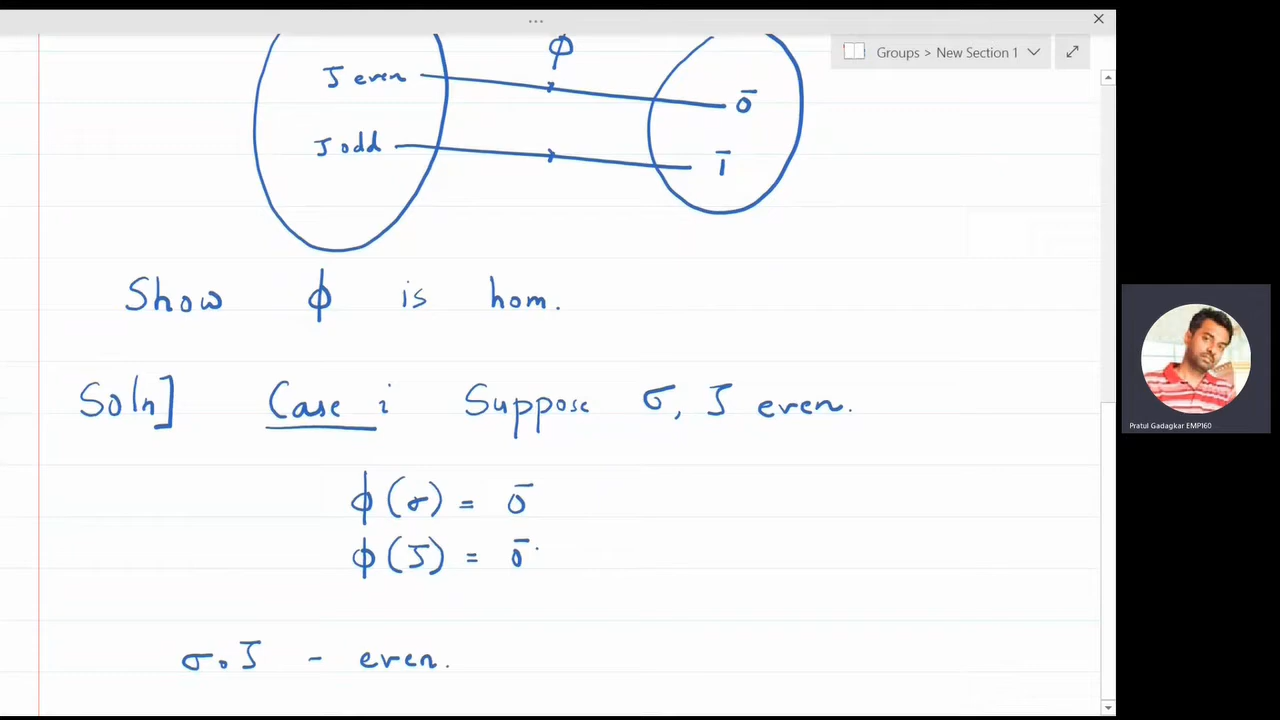 ϕ
Groups > New Section 1
J even
0̄
J odd
1̄
Show ϕ is hom.
Soln] Case i Suppose σ, J even.
ϕ(σ) = 0̄
ϕ(J) = 0̄
σ∘J - even.
Pratul Gadagkar EMP160